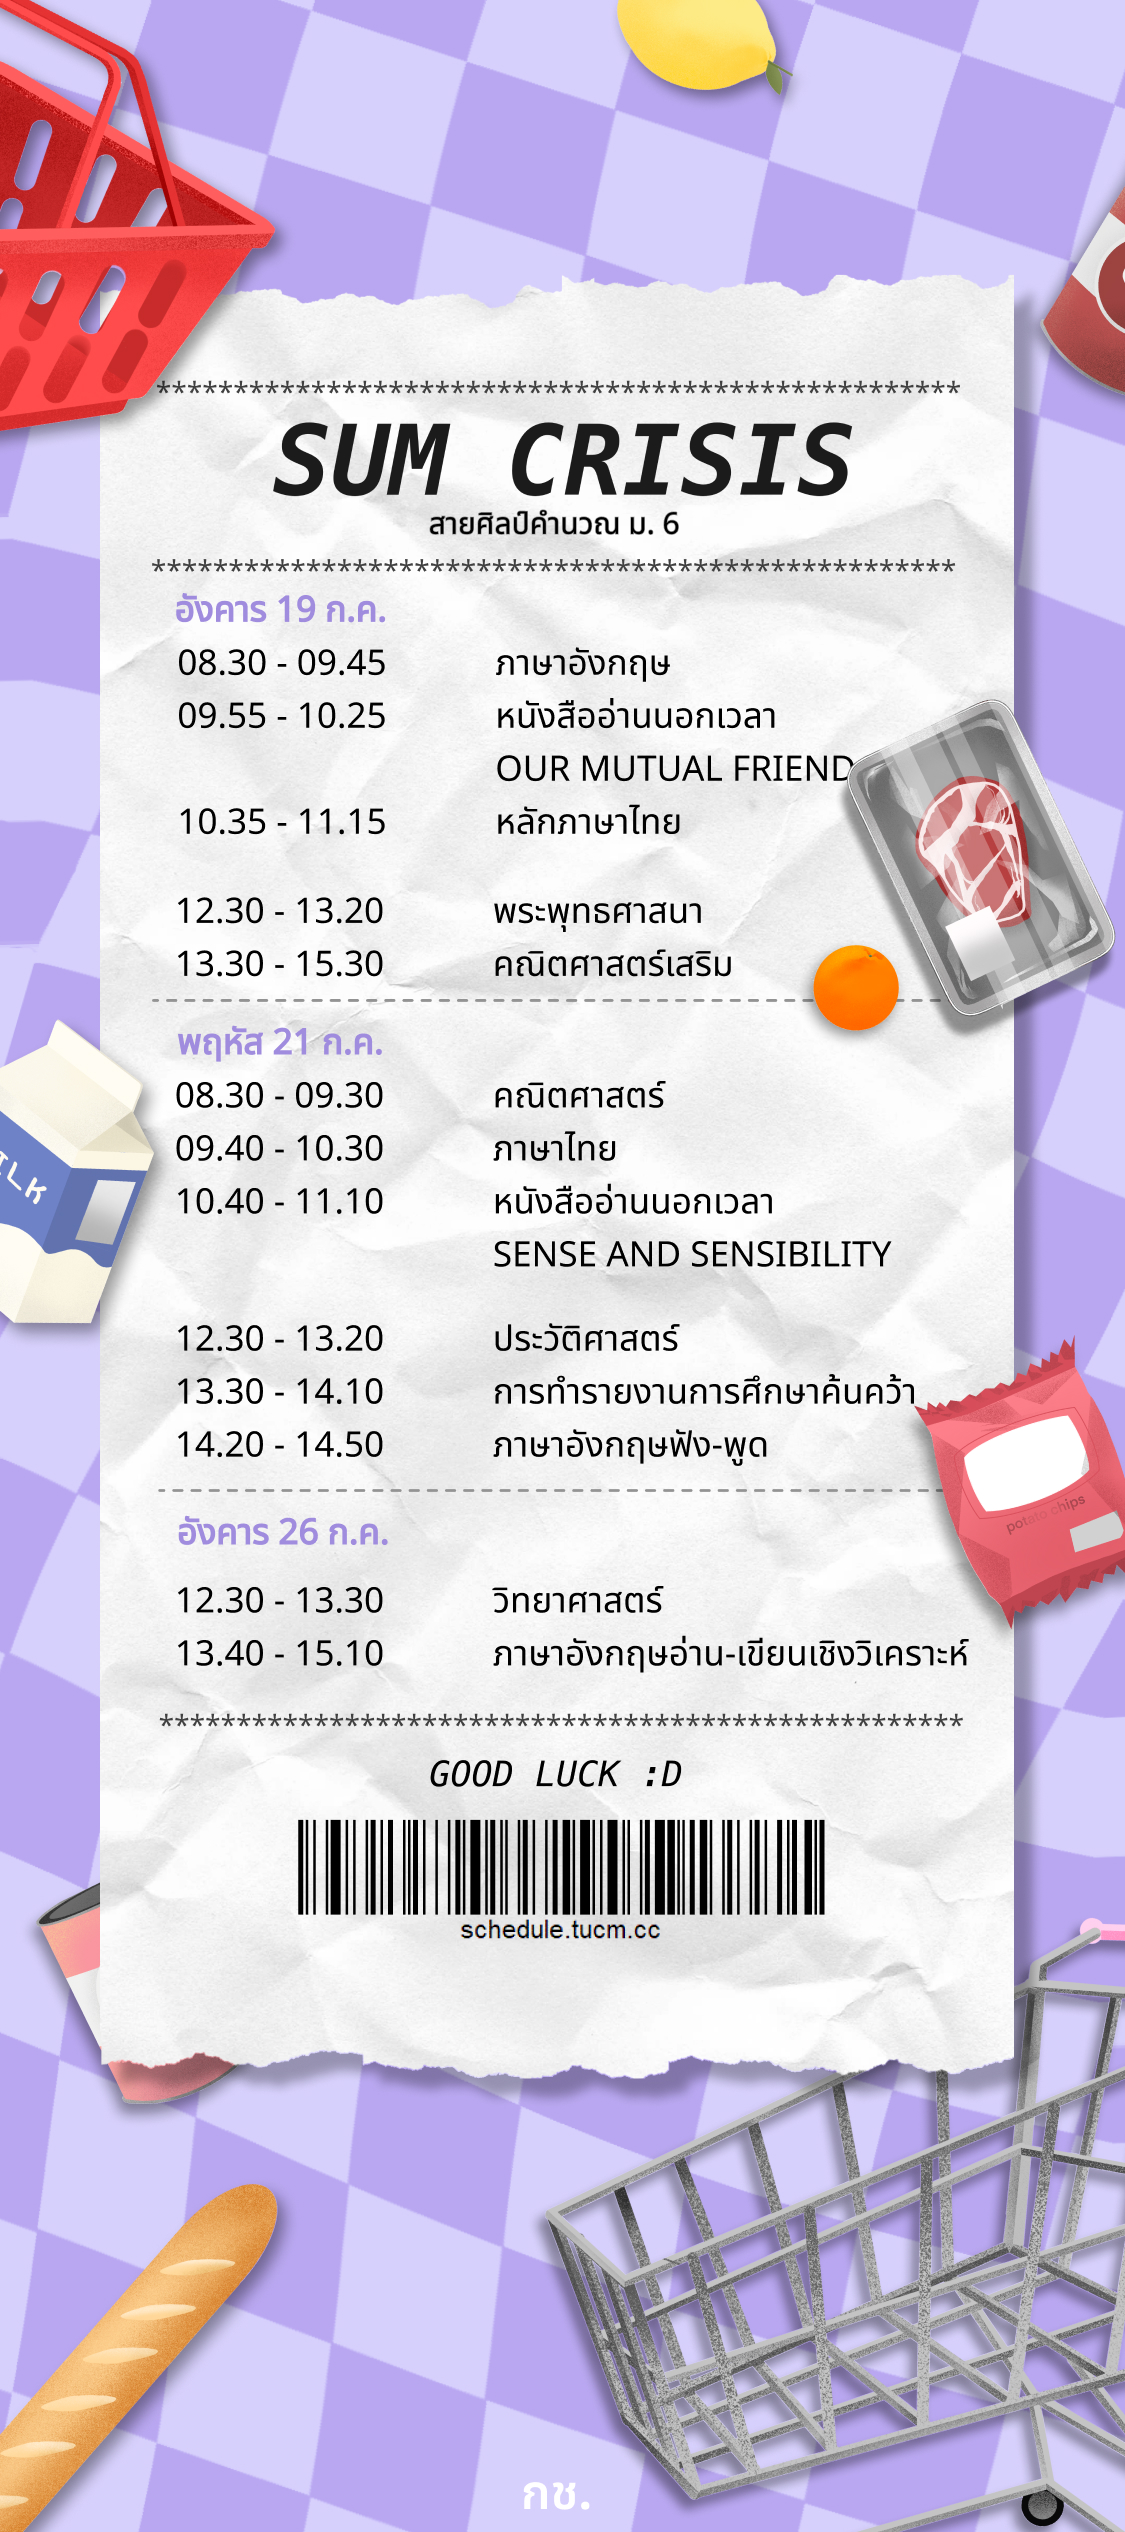 ****************************************************
SUM CRISIS
สายศิลป์คำนวณ ม. 6
****************************************************
อังคาร 19 ก.ค.
08.30 - 09.45 ภาษาอังกฤษ
09.55 - 10.25 หนังสืออ่านนอกเวลา
OUR MUTUAL FRIEND
10.35 - 11.15 หลักภาษาไทย
12.30 - 13.20 พระพุทธศาสนา
13.30 - 15.30 คณิตศาสตร์เสริม
พฤหัส 21 ก.ค.
08.30 - 09.30 คณิตศาสตร์
09.40 - 10.30 ภาษาไทย
10.40 - 11.10 หนังสืออ่านนอกเวลา
SENSE AND SENSIBILITY
ILK
12.30 - 13.20 ประวัติศาสตร์
13.30 - 14.10 การทำรายงานการศึกษาค้นคว้า
14.20 - 14.50 ภาษาอังกฤษฟัง-พูด
potato chips
อังคาร 26 ก.ค.
12.30 - 13.30 วิทยาศาสตร์
13.40 - 15.10 ภาษาอังกฤษอ่าน-เขียนเชิงวิเคราะห์
****************************************************
GOOD LUCK :D
schedule.tucm.cc
กช.